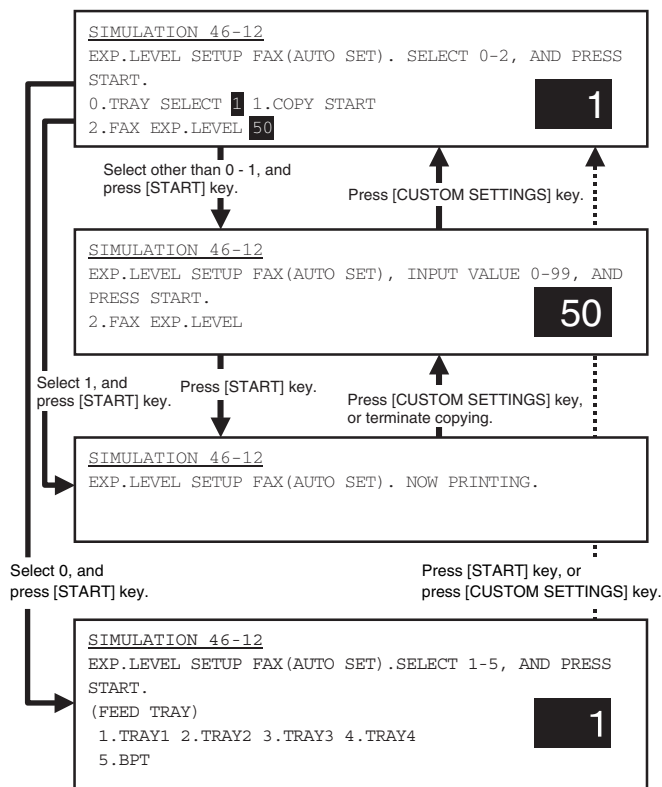 SIMULATION 46-12
EXP.LEVEL SETUP FAX(AUTO SET). SELECT 0-2, AND PRESS
START.
0.TRAY SELECT 1 1.COPY START
2.FAX EXP.LEVEL 50
1
Select other than 0 - 1, and
press [START] key.
Press [CUSTOM SETTINGS] key.
SIMULATION 46-12
EXP.LEVEL SETUP FAX(AUTO SET), INPUT VALUE 0-99, AND
PRESS START.
2.FAX EXP.LEVEL
50
Select 1, and
press [START] key.
Press [START] key.
Press [CUSTOM SETTINGS] key,
or terminate copying.
SIMULATION 46-12
EXP.LEVEL SETUP FAX(AUTO SET). NOW PRINTING.
Select 0, and
press [START] key.
Press [START] key, or
press [CUSTOM SETTINGS] key.
SIMULATION 46-12
EXP.LEVEL SETUP FAX(AUTO SET).SELECT 1-5, AND PRESS
START.
(FEED TRAY)
1.TRAY1 2.TRAY2 3.TRAY3 4.TRAY4
5.BPT
1